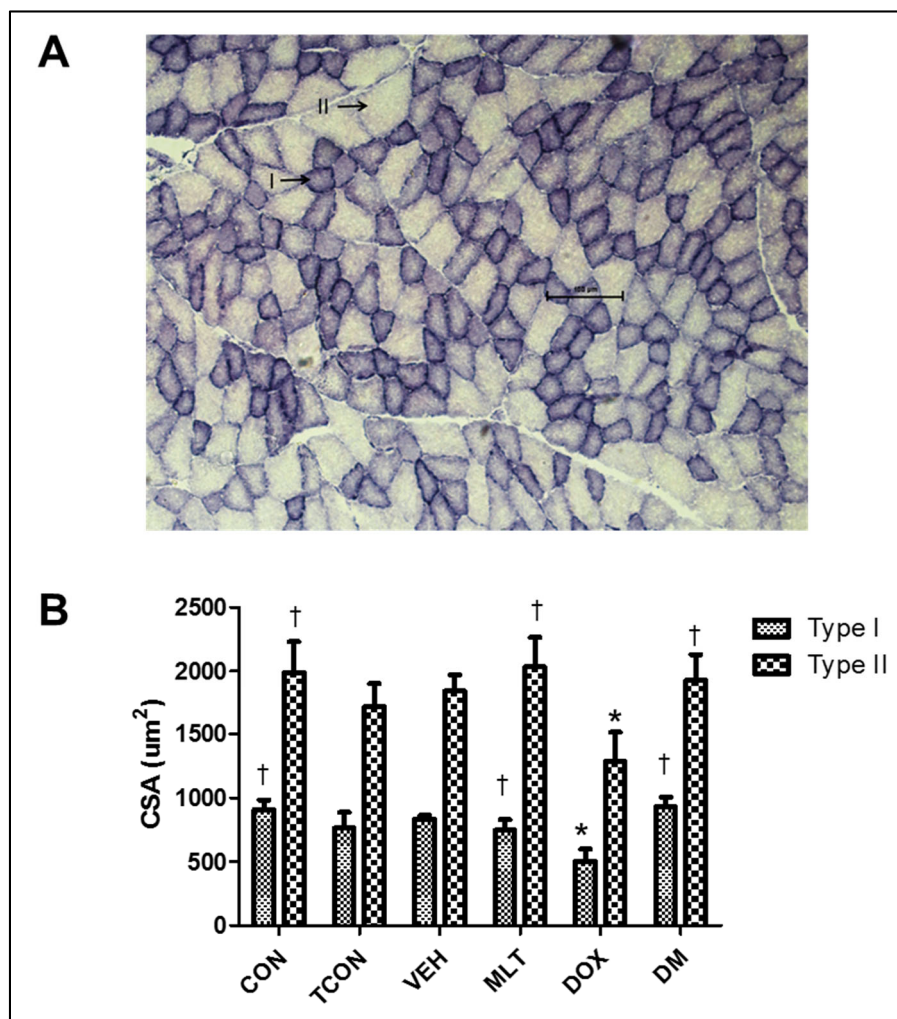 A
II
I
B
2500
2000
1500
1000
500
0
CSA (um²)
†
†
†
†
*
*
†
†
Type I
Type II
CON
TCON
VEH
MLT
DOX
DM